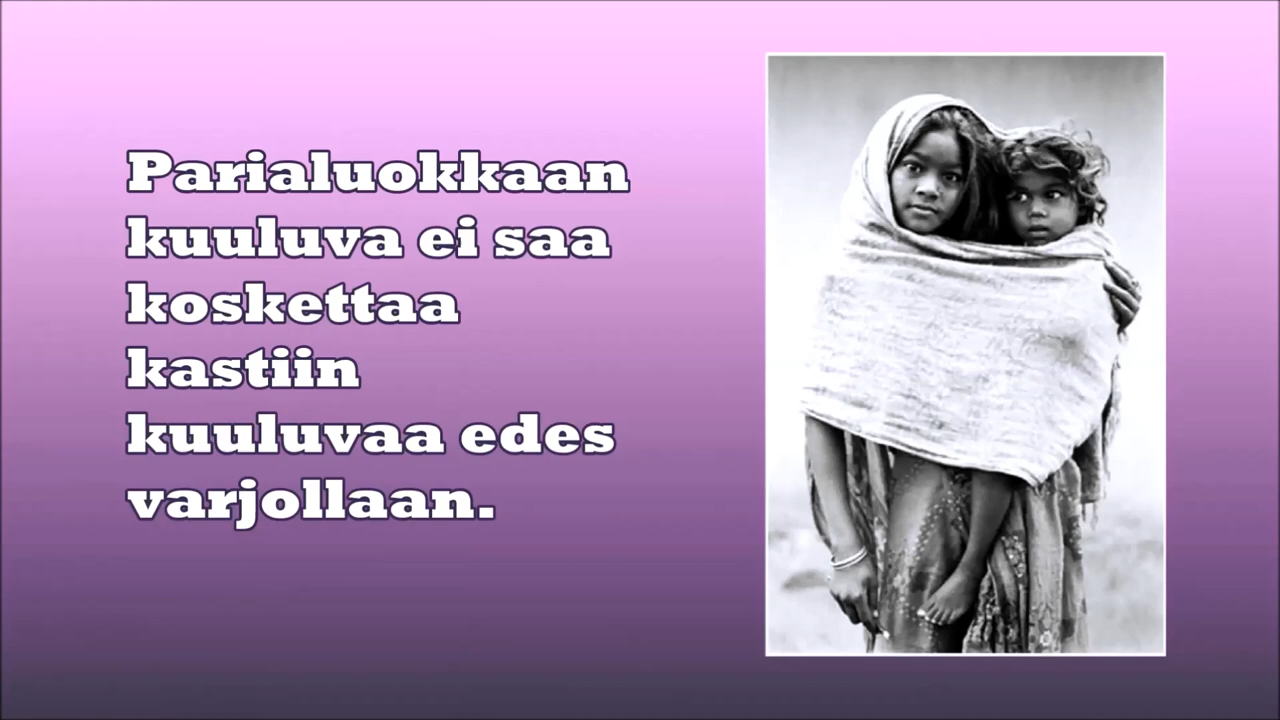 Parialuokkaan
kuuluva ei saa
koskettaa
kastiin
kuuluvaa edes
varjollaan.